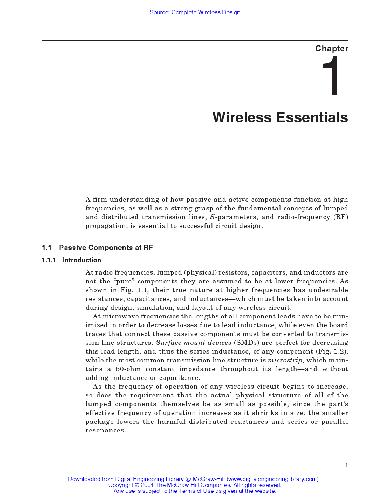 Source: Complete Wireless Design
Chapter
1
Wireless Essentials
A firm understanding of how passive and active components function at high
frequencies, as well as a strong grasp of the fundamental concepts of lumped
and distributed transmission lines, S-parameters, and radio-frequency (RF)
propagation, is essential to successful circuit design.
1.1 Passive Components at RF
1.1.1 Introduction
At radio frequencies, lumped (physical) resistors, capacitors, and inductors are
not the "pure" components they are assumed to be at lower frequencies. As
shown in Fig. 1.1, their true nature at higher frequencies has undesirable
resistances, capacitances, and inductances—which must be taken into account
during design, simulation, and layout of any wireless circuit.
At microwave frequencies the lengths of all component leads have to be min-
imized in order to decrease losses due to lead inductance, while even the board
traces that connect these passive components must be converted to transmis-
sion line structures. Surface mount devices (SMDs) are perfect for decreasing
this lead length, and thus the series inductance, of any component (Fig. 1.2),
while the most common transmission line structure is microstrip, which main-
tains a 50-ohm constant impedance throughout its length—and without
adding inductance or capacitance.
As the frequency of operation of any wireless circuit begins to increase,
so does the requirement that the actual physical structure of all of the
lumped components themselves be as small as possible, since the part's
effective frequency of operation increases as it shrinks in size: the smaller
package lowers the harmful distributed reactances and series or parallel
resonances.
1
Downloaded from Digital Engineering Library @ McGraw-Hill (www.digitalengineeringlibrary.com)
Copyright © 2004 The McGraw-Hill Companies. All rights reserved.
Any use is subject to the Terms of Use as given at the website.